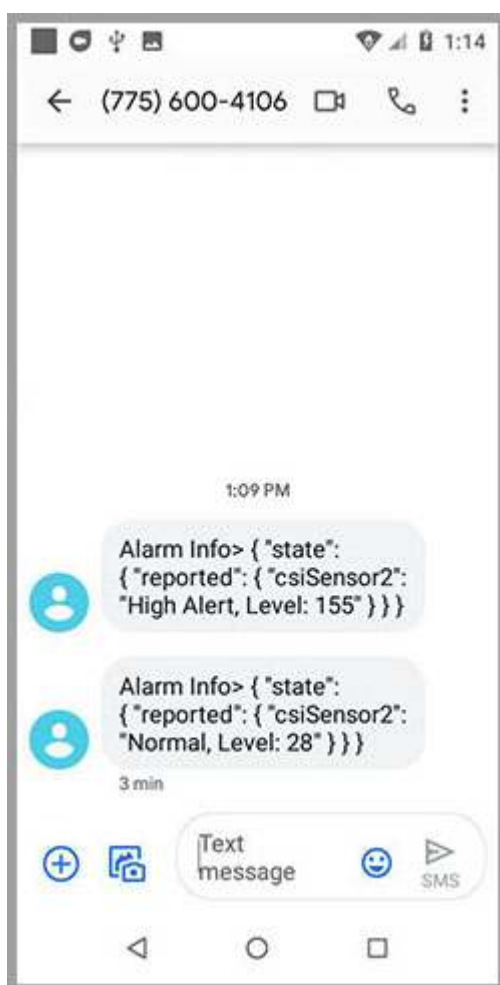 1:14
(775) 600-4106
1:09 PM
Alarm Info> { "state":
{ "reported": { "csiSensor2":
"High Alert, Level: 155" } } }
Alarm Info> { "state":
{ "reported": { "csiSensor2":
"Normal, Level: 28" } } }
3 min
Text
message
SMS